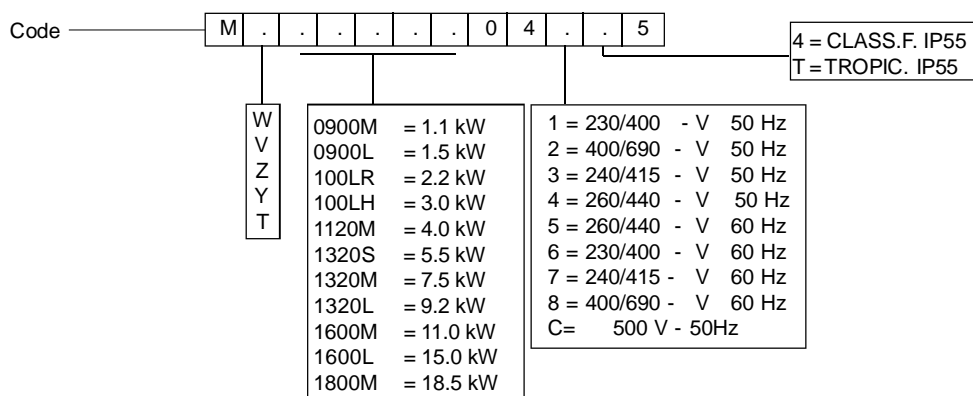 Code M . . . . . 0 4 . . 5
4 = CLASS.F. IP55
T = TROPIC. IP55
W
V
Z
Y
T
0900M = 1.1 kW
0900L = 1.5 kW
100LR = 2.2 kW
100LH = 3.0 kW
1120M = 4.0 kW
1320S = 5.5 kW
1320M = 7.5 kW
1320L = 9.2 kW
1600M = 11.0 kW
1600L = 15.0 kW
1800M = 18.5 kW
1 = 230/400 - V 50 Hz
2 = 400/690 - V 50 Hz
3 = 240/415 - V 50 Hz
4 = 260/440 - V 50 Hz
5 = 260/440 - V 60 Hz
6 = 230/400 - V 60 Hz
7 = 240/415 - V 60 Hz
8 = 400/690 - V 60 Hz
C= 500 V - 50Hz